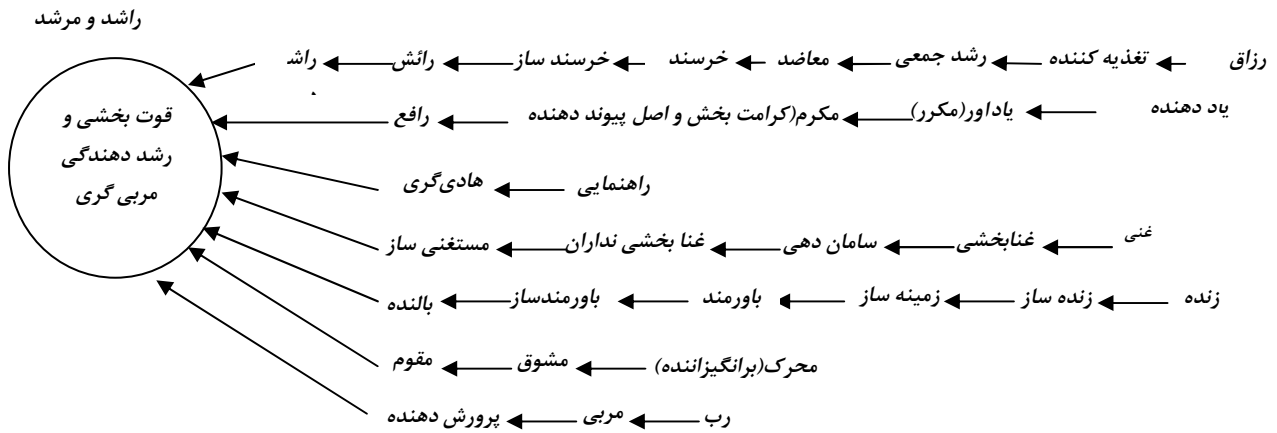 راشد و مرشد
رزاق ← تغذیه کننده ← رشد جمعی ← معاضد ← خرسند ← خرسند ساز ← رائش ← راش
یاد دهنده ← یاداور(مکرر) ← مکرم(کرامت بخش و اصل پیوند دهنده ← رافع
قوت بخشی و
رشد دهندگی
مربی گری
راهنمایی ← هادی‌گری
غنی ← غنابخشی ← سامان دهی ← غنا بخشی نداران ← مستغنی ساز
زنده ← زنده ساز ← زمینه ساز ← باورمند ← باورمندساز ← بالنده
محرک(برانگیزاننده) ← مشوق ← مقوم
رب ← مربی ← پرورش دهنده